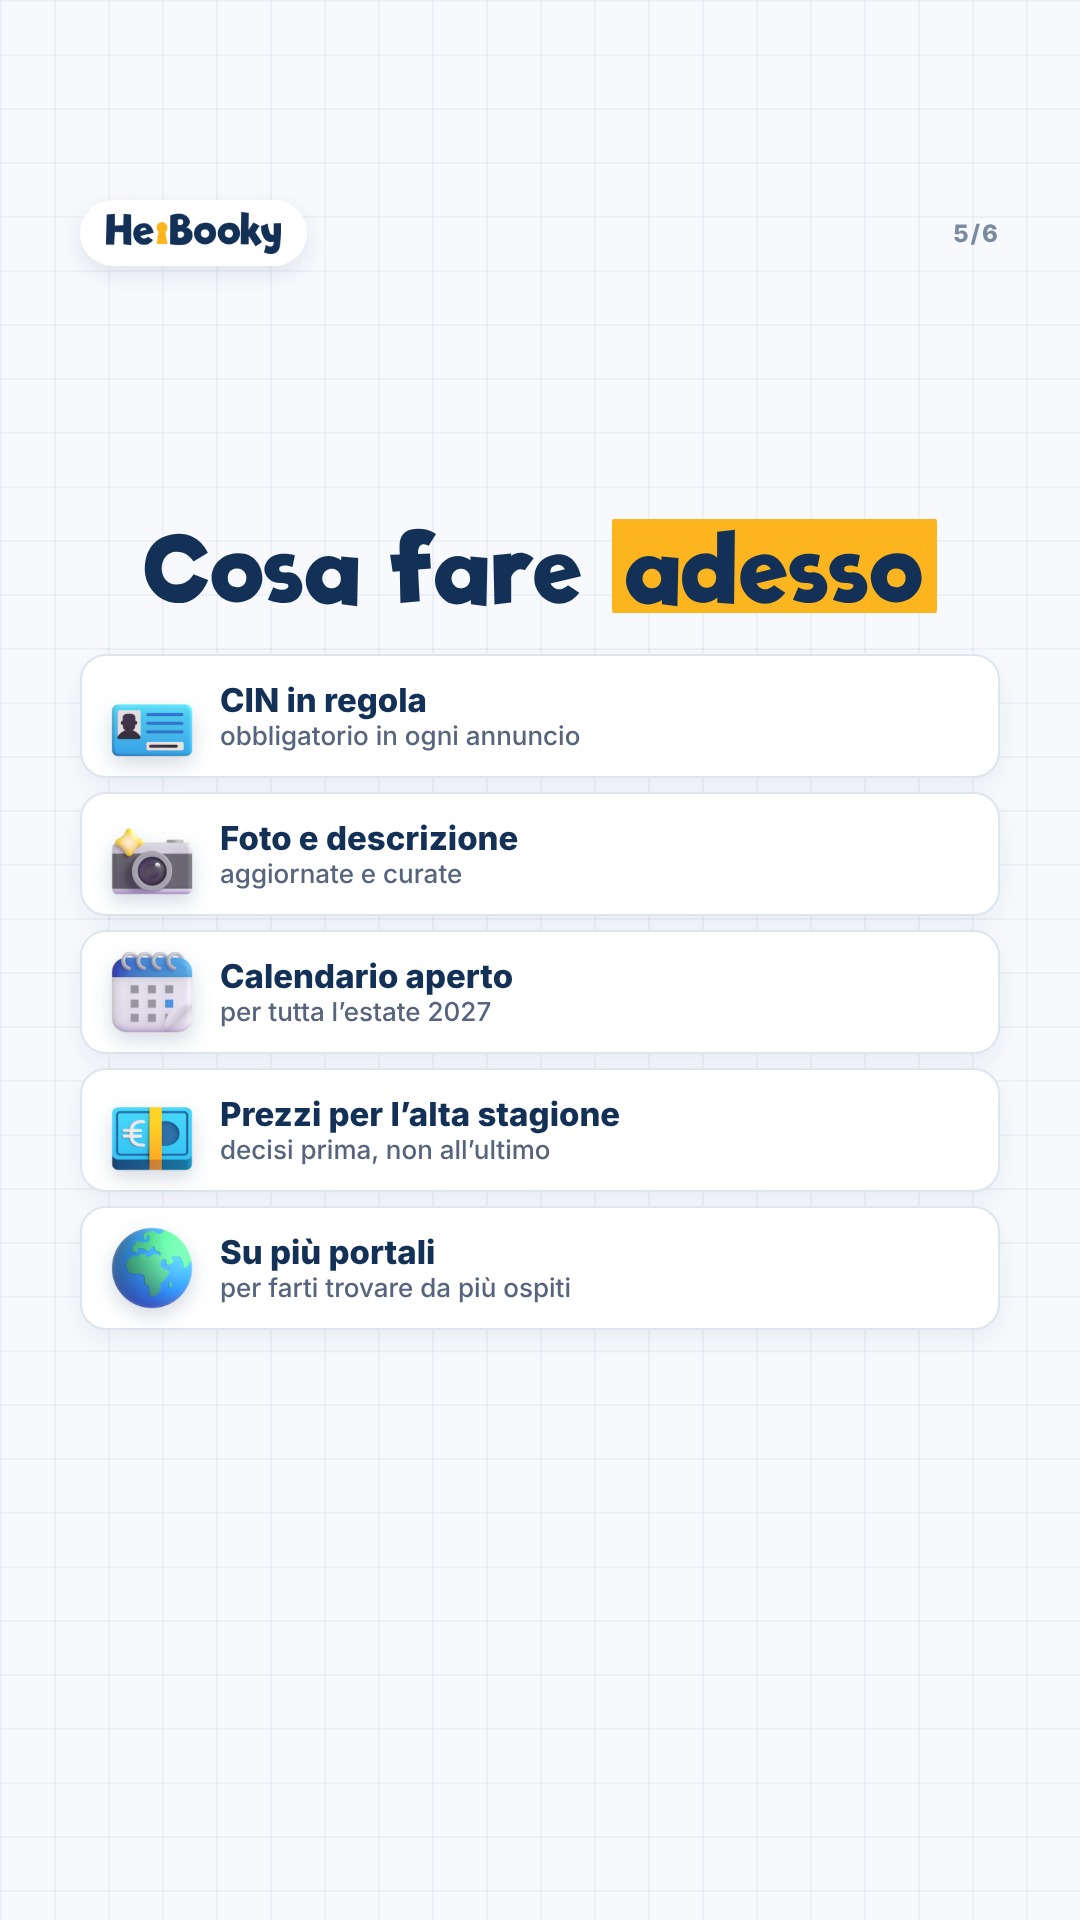 HeiBooky
5/6
Cosa fare adesso
CIN in regola
obbligatorio in ogni annuncio
Foto e descrizione
aggiornate e curate
Calendario aperto
per tutta l’estate 2027
€
Prezzi per l’alta stagione
decisi prima, non all’ultimo
Su più portali
per farti trovare da più ospiti